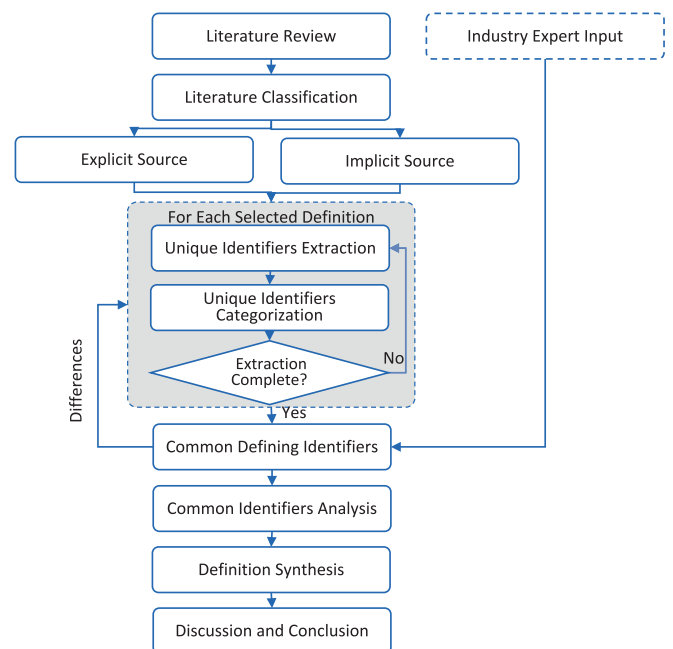 Literature Review
Industry Expert Input
Literature Classification
Explicit Source
Implicit Source
For Each Selected Definition
Unique Identifiers Extraction
Unique Identifiers
Categorization
Extraction
Complete?
No
Differences
Yes
Common Defining Identifiers
Common Identifiers Analysis
Definition Synthesis
Discussion and Conclusion